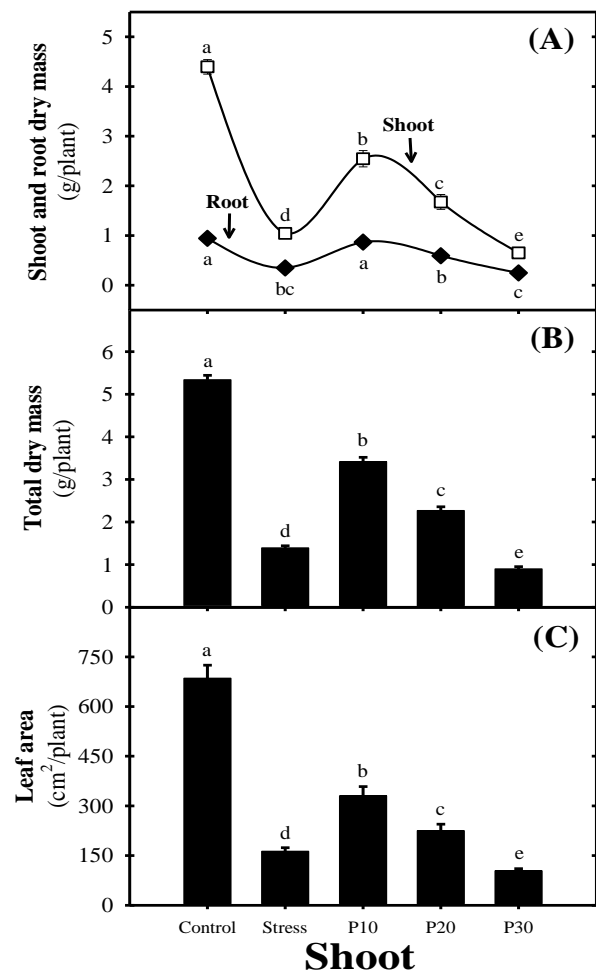 (A)
Shoot and root dry mass
(g/plant)
5
4
3
2
1
0
a
d
b
c
e
Shoot
Root
a
bc
a
b
c
(B)
Total dry mass
(g/plant)
6
5
4
3
2
1
0
a
d
b
c
e
(C)
Leaf area
(cm²/plant)
750
600
450
300
150
0
a
d
b
c
e
Control Stress P10 P20 P30
Shoot